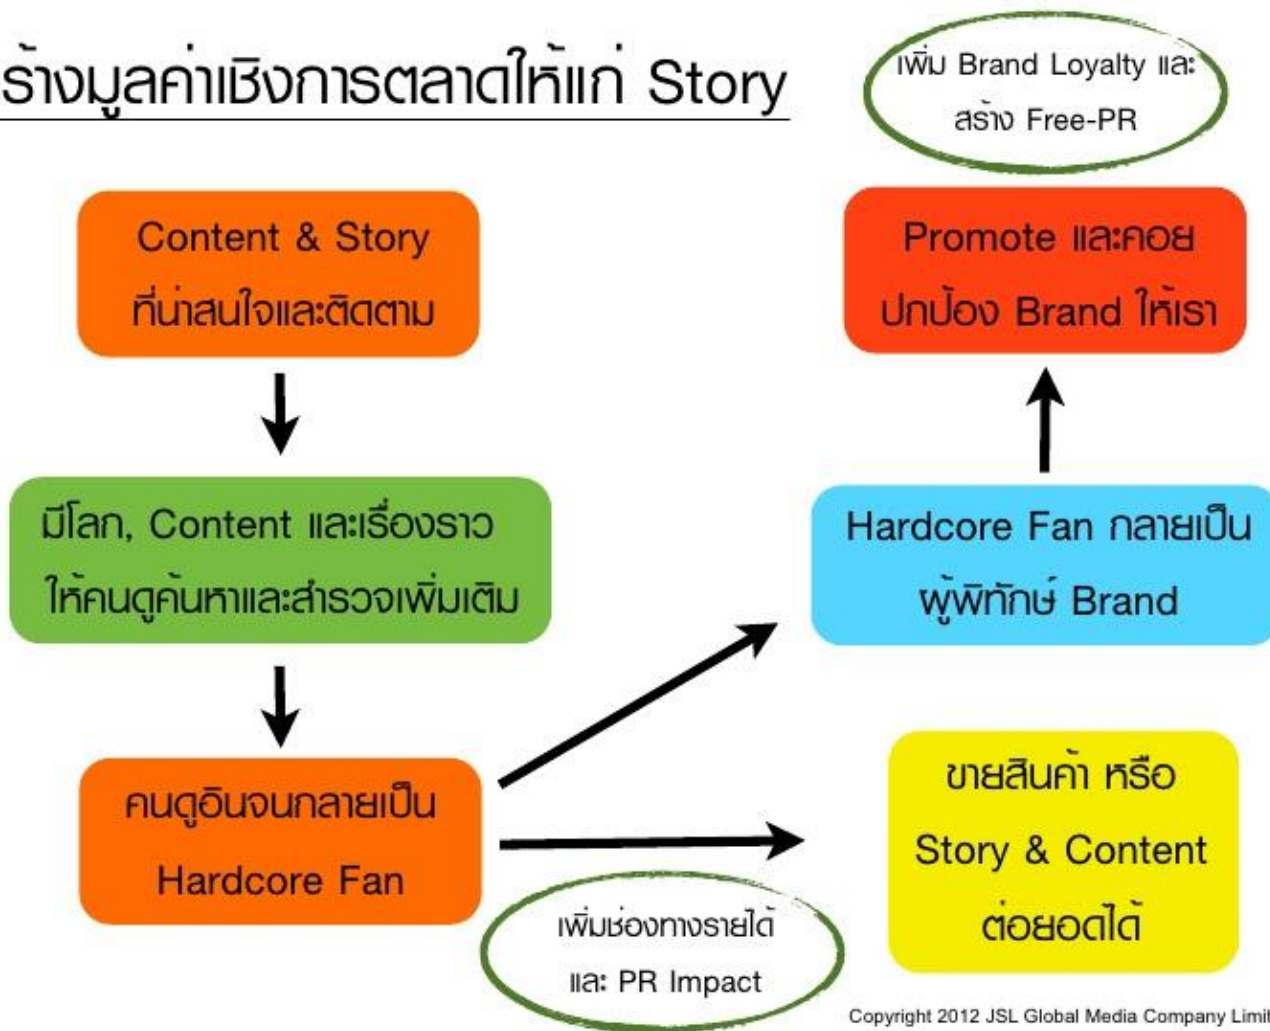 ร้างมูลค่าเชิงการตลาดให้แก่ Story
เพิ่ม Brand Loyalty และ
สร้าง Free-PR
Content & Story
ที่น่าสนใจและติดตาม
Promote และคอย
ปกป้อง Brand ให้เรา
มีโลก, Content และเรื่องราว
ให้คนดูค้นหาและสำรวจเพิ่มเติม
Hardcore Fan กลายเป็น
ผู้พิทักษ์ Brand
คนดูอินจนกลายเป็น
Hardcore Fan
ขายสินค้า หรือ
Story & Content
ต่อยอดได้
เพิ่มช่องทางรายได้
และ PR Impact
Copyright 2012 JSL Global Media Company Limit